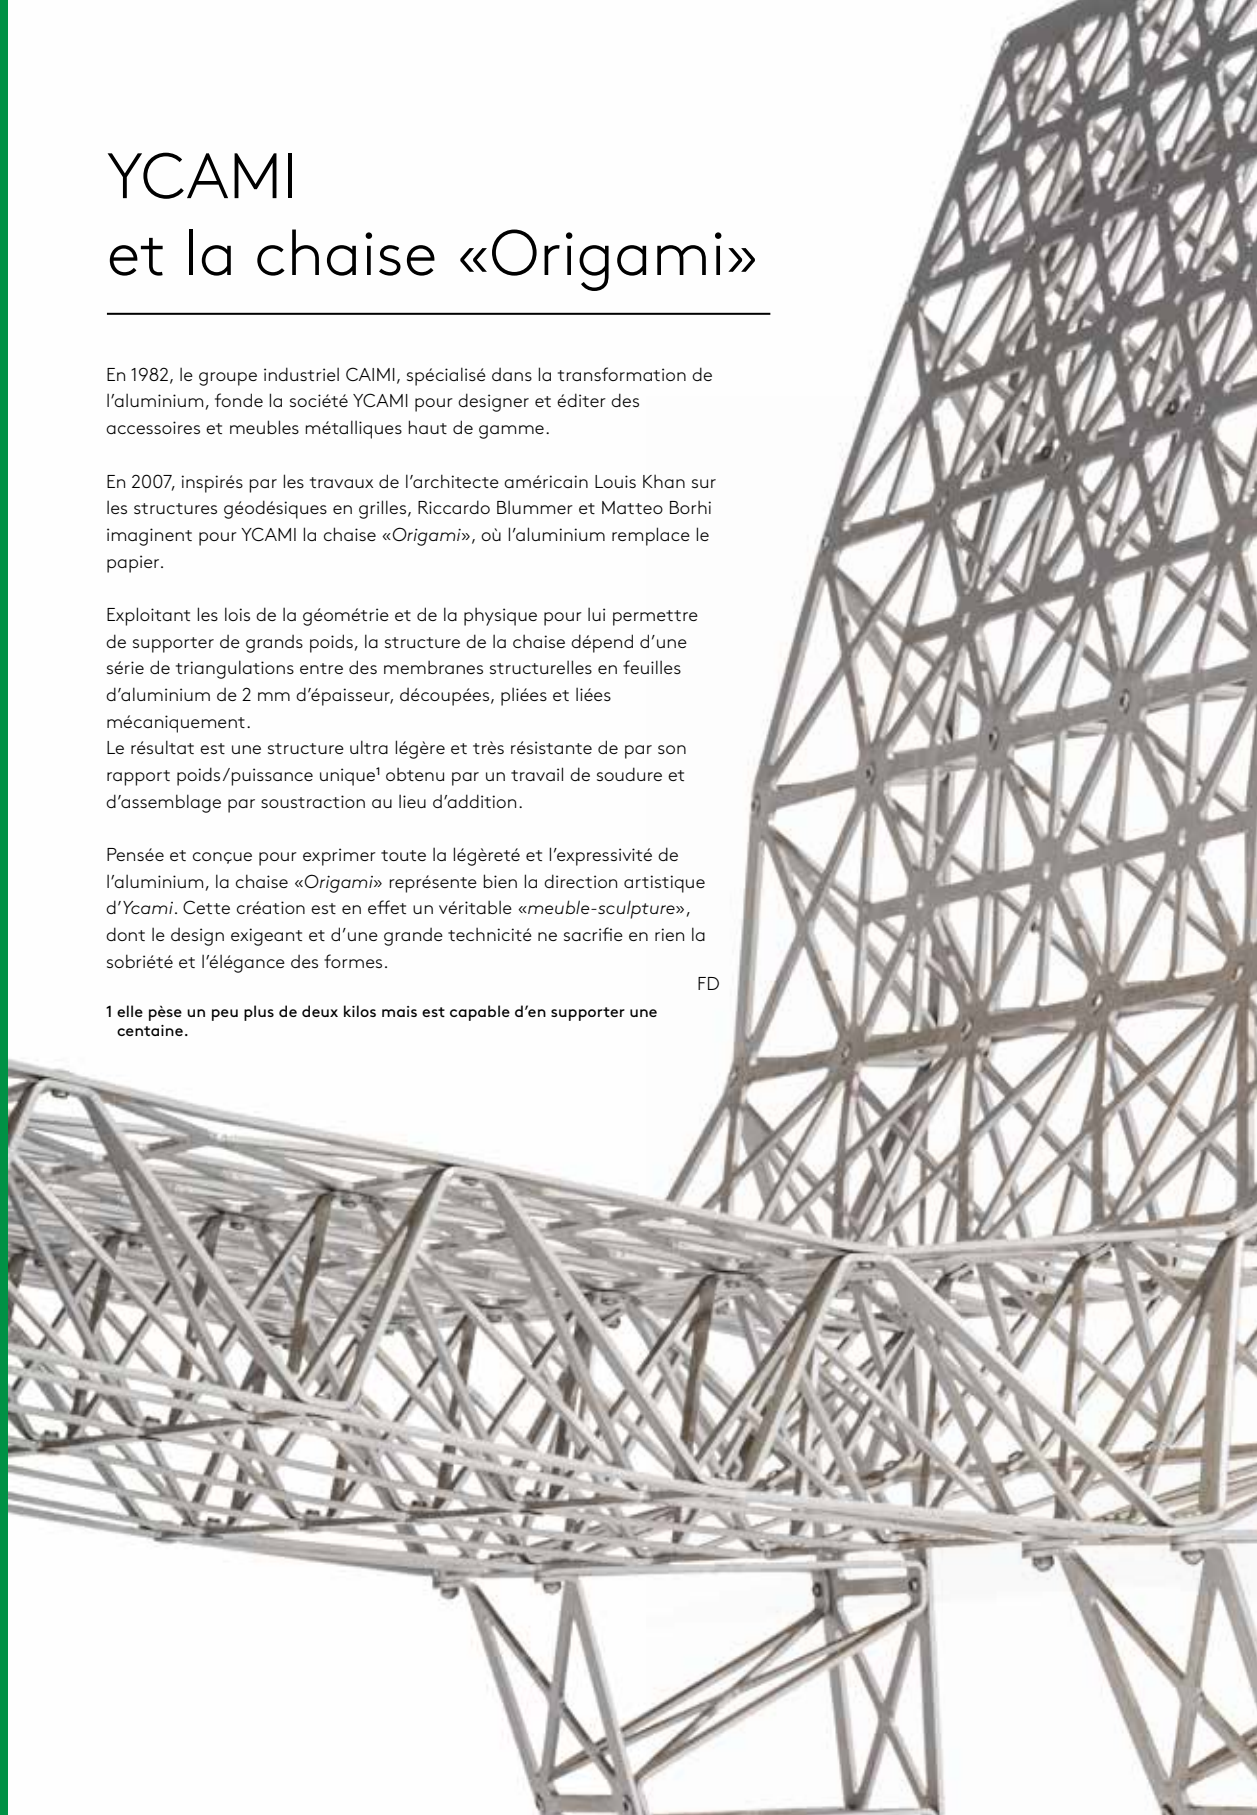 YCAMI
et la chaise «Origami»
En 1982, le groupe industriel CAIMI, spécialisé dans la transformation de
l’aluminium, fonde la société YCAMI pour designer et éditer des
accessoires et meubles métalliques haut de gamme.
En 2007, inspirés par les travaux de l’architecte américain Louis Khan sur
les structures géodésiques en grilles, Riccardo Blummer et Matteo Borhi
imaginent pour YCAMI la chaise «Origami», où l’aluminium remplace le
papier.
Exploitant les lois de la géométrie et de la physique pour lui permettre
de supporter de grands poids, la structure de la chaise dépend d’une
série de triangulations entre des membranes structurelles en feuilles
d’aluminium de 2 mm d’épaisseur, découpées, pliées et liées
mécaniquement.
Le résultat est une structure ultra légère et très résistante de par son
rapport poids/puissance unique¹ obtenu par un travail de soudure et
d’assemblage par soustraction au lieu d’addition.
Pensée et conçue pour exprimer toute la légèreté et l’expressivité de
l’aluminium, la chaise «Origami» représente bien la direction artistique
d’Ycami. Cette création est en effet un véritable «meuble-sculpture»,
dont le design exigeant et d’une grande technicité ne sacrifie en rien la
sobriété et l’élégance des formes.
FD
1 elle pèse un peu plus de deux kilos mais est capable d’en supporter une
centaine.